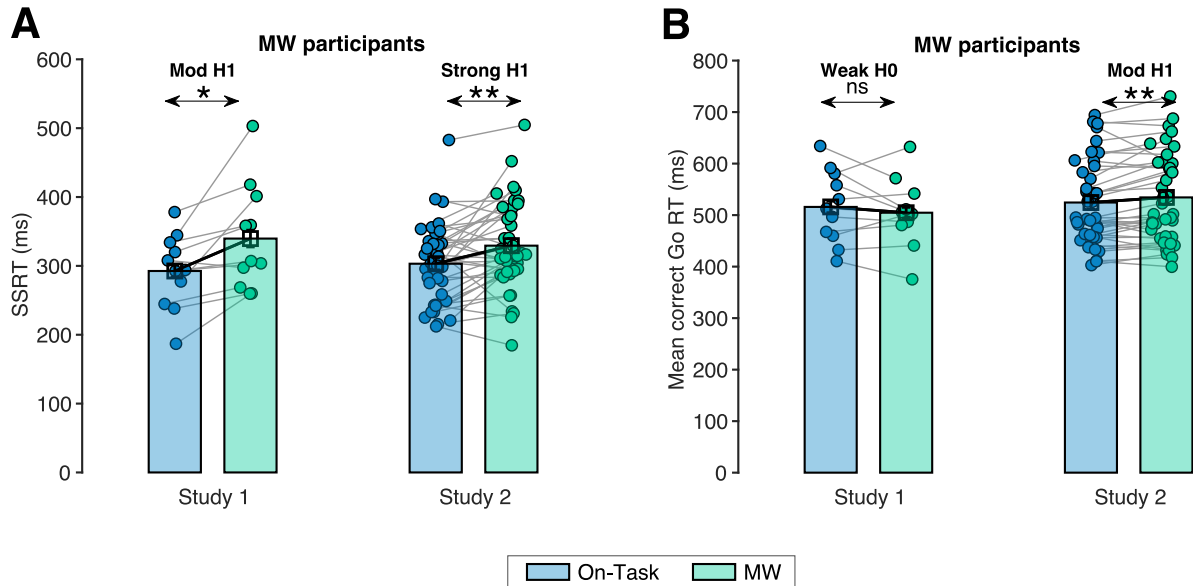 A
MW participants
Mod H1
*
Strong H1
**
SSRT (ms)
600
500
400
300
200
100
0
Study 1
Study 2
B
MW participants
Weak H0
ns
Mod H1
**
Mean correct Go RT (ms)
800
700
600
500
400
300
200
100
0
Study 1
Study 2
On-Task
MW